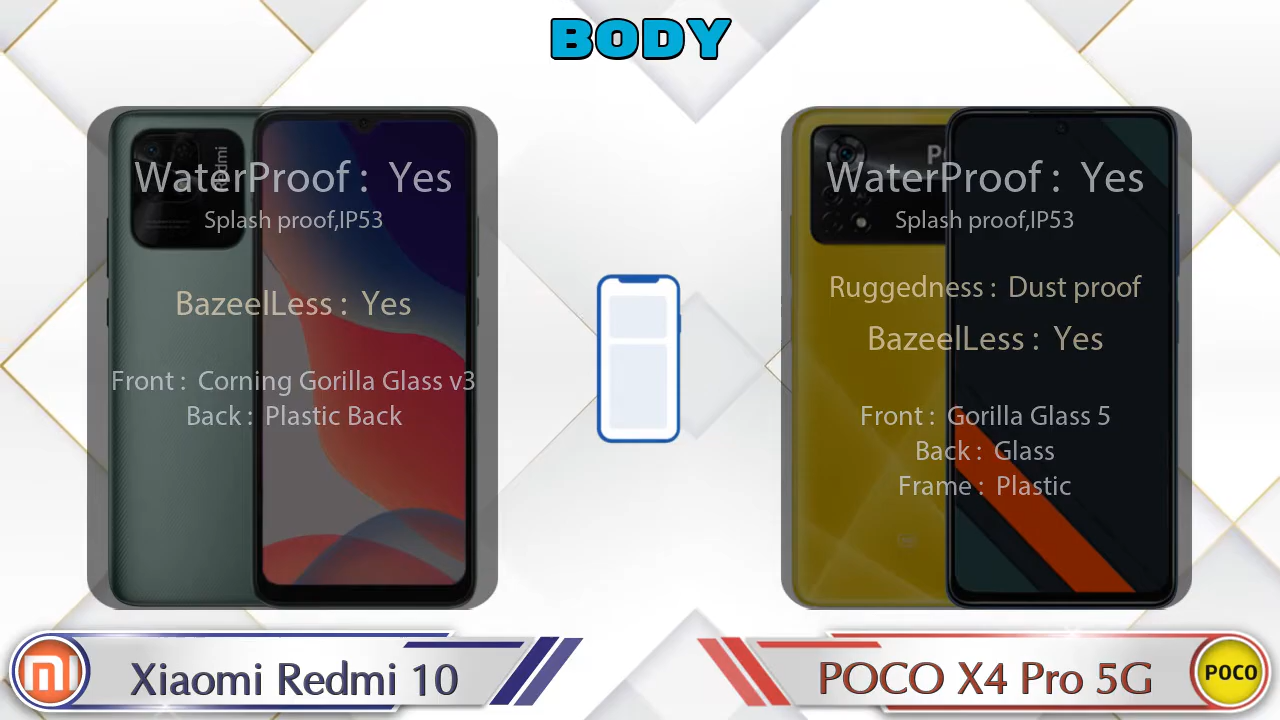 BODY
Redmi
WaterProof : Yes
Splash proof,IP53
BazeelLess : Yes
Front : Corning Gorilla Glass v3
Back : Plastic Back
WaterProof : Yes
Splash proof,IP53
Ruggedness : Dust proof
BazeelLess : Yes
Front : Gorilla Glass 5
Back : Glass
Frame : Plastic
Xiaomi Redmi 10
POCO X4 Pro 5G
POCO